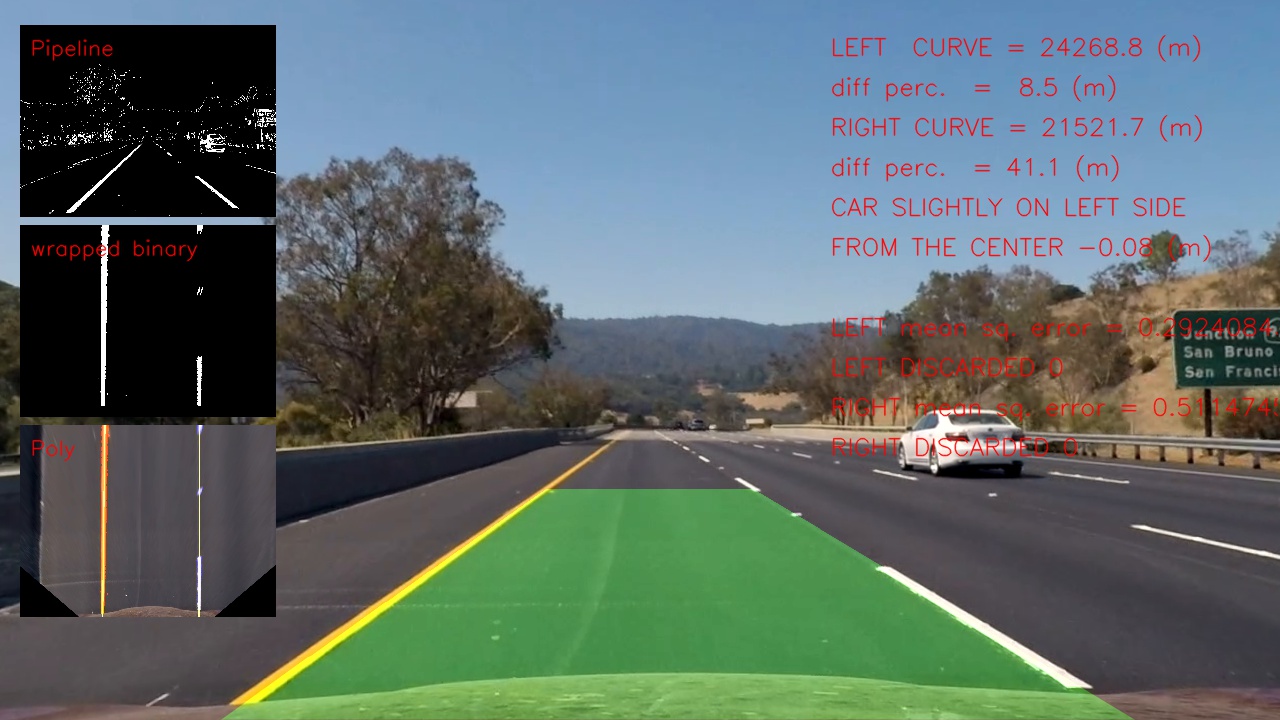 Pipeline
wrapped binary
Poly
LEFT  CURVE = 24268.8 (m)
diff perc.  =  8.5 (m)
RIGHT CURVE = 21521.7 (m)
diff perc.  = 41.1 (m)
CAR SLIGHTLY ON LEFT SIDE
FROM THE CENTER -0.08 (m)
LEFT mean sq. error = 0.2924084
LEFT DISCARDED 0
RIGHT mean sq. error = 0.511474
RIGHT DISCARDED 0
Junction
San Bruno
San Francis